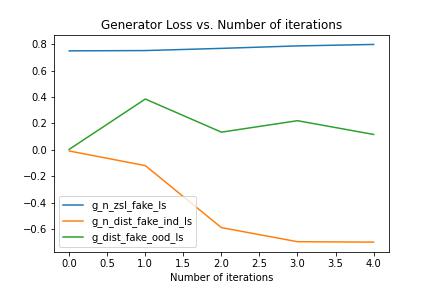 Generator Loss vs. Number of iterations
0.8
0.6
0.4
0.2
0.0
−0.2
−0.4
−0.6
g_n_zsl_fake_ls
g_n_dist_fake_ind_ls
g_dist_fake_ood_ls
0.0 0.5 1.0 1.5 2.0 2.5 3.0 3.5 4.0
Number of iterations